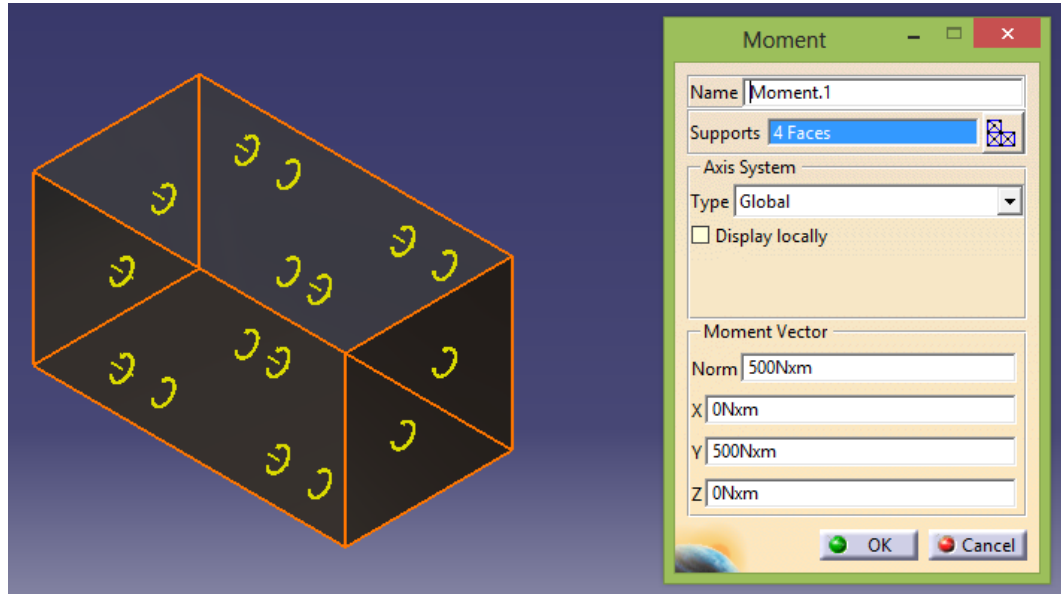 Moment
Name Moment.1
Supports 4 Faces
Axis System
Type Global
Display locally
Moment Vector
Norm 500Nxm
X 0Nxm
Y 500Nxm
Z 0Nxm
OK Cancel